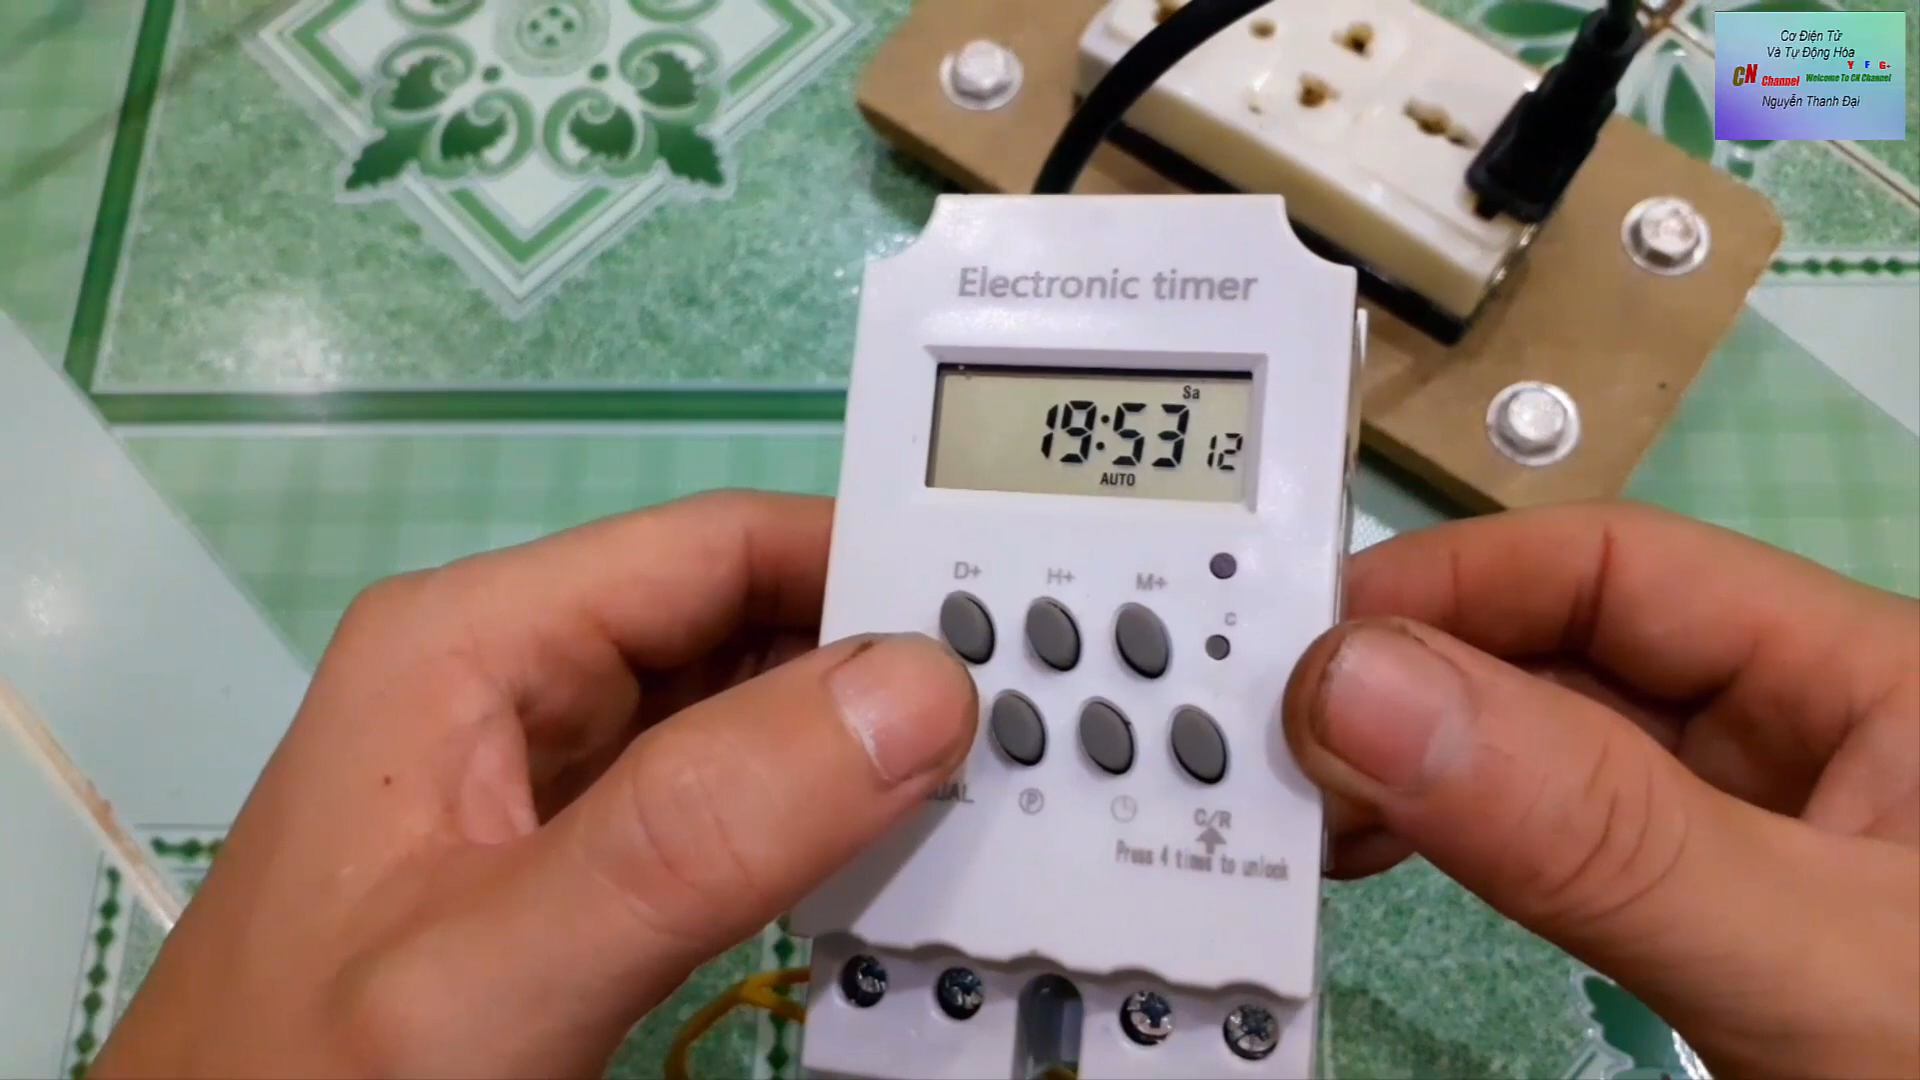 Cơ Điện Tử
Và Tự Động Hóa
Y F G+
CN Channel Welcome To CN Channel
Nguyễn Thanh Đại
Electronic timer
Sa
19:53 12
AUTO
D+ H+ M+
C
P
C/R
Press 4 times to unlock